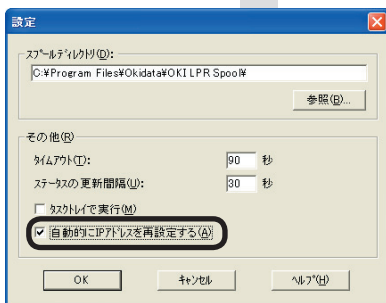 設定
スプールディレクトリ(D):
C:¥Program Files¥Okidata¥OKI LPR Spool¥
参照(B)...
その他(R)
タイムアウト(T): 90 秒
ステータスの更新間隔(U): 30 秒
タスクトレイで実行(M)
自動的にIPアドレスを再設定する(A)
OK キャンセル ヘルプ(H)